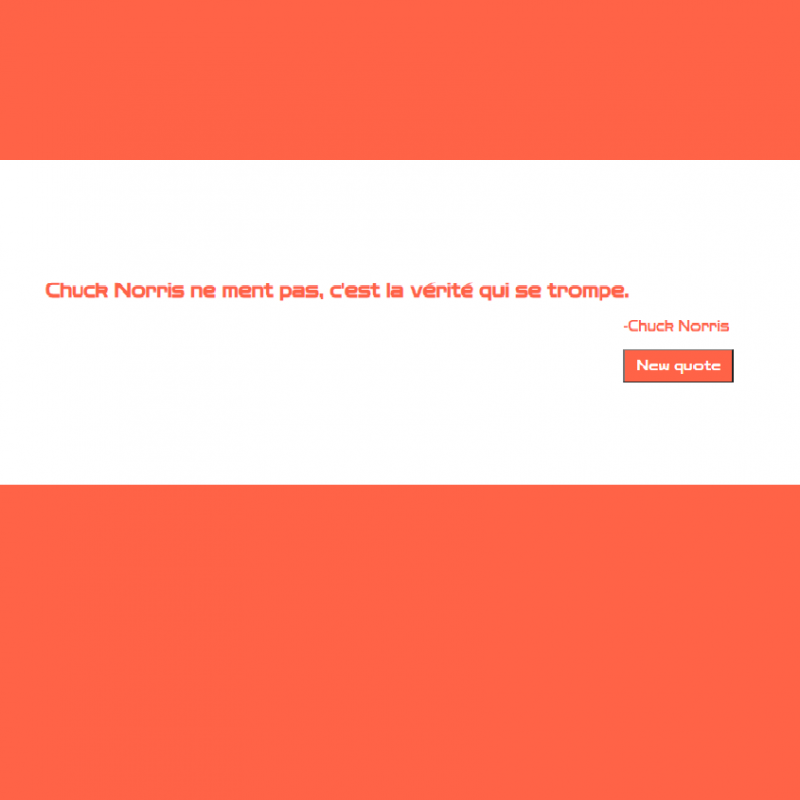 Chuck Norris ne ment pas, c'est la vérité qui se trompe.
-Chuck Norris
New quote